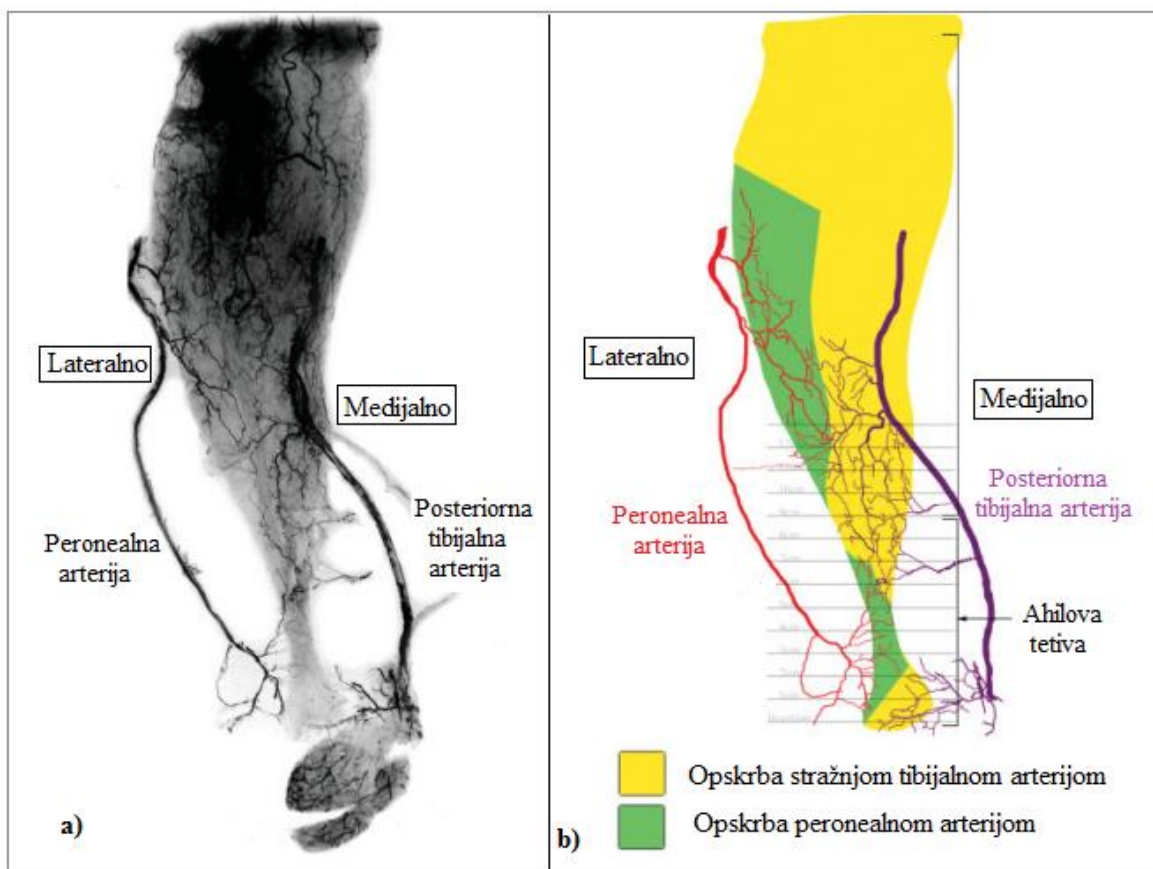 Lateralno
Medijalno
Peronealna
arterija
Posteriorna
tibijalna
arterija
a)
Lateralno
Medijalno
Posteriorna
tibijalna arterija
Peronealna
arterija
Ahilova
tetiva
Opskrba stražnjom tibijalnom arterijom
Opskrba peronealnom arterijom
b)